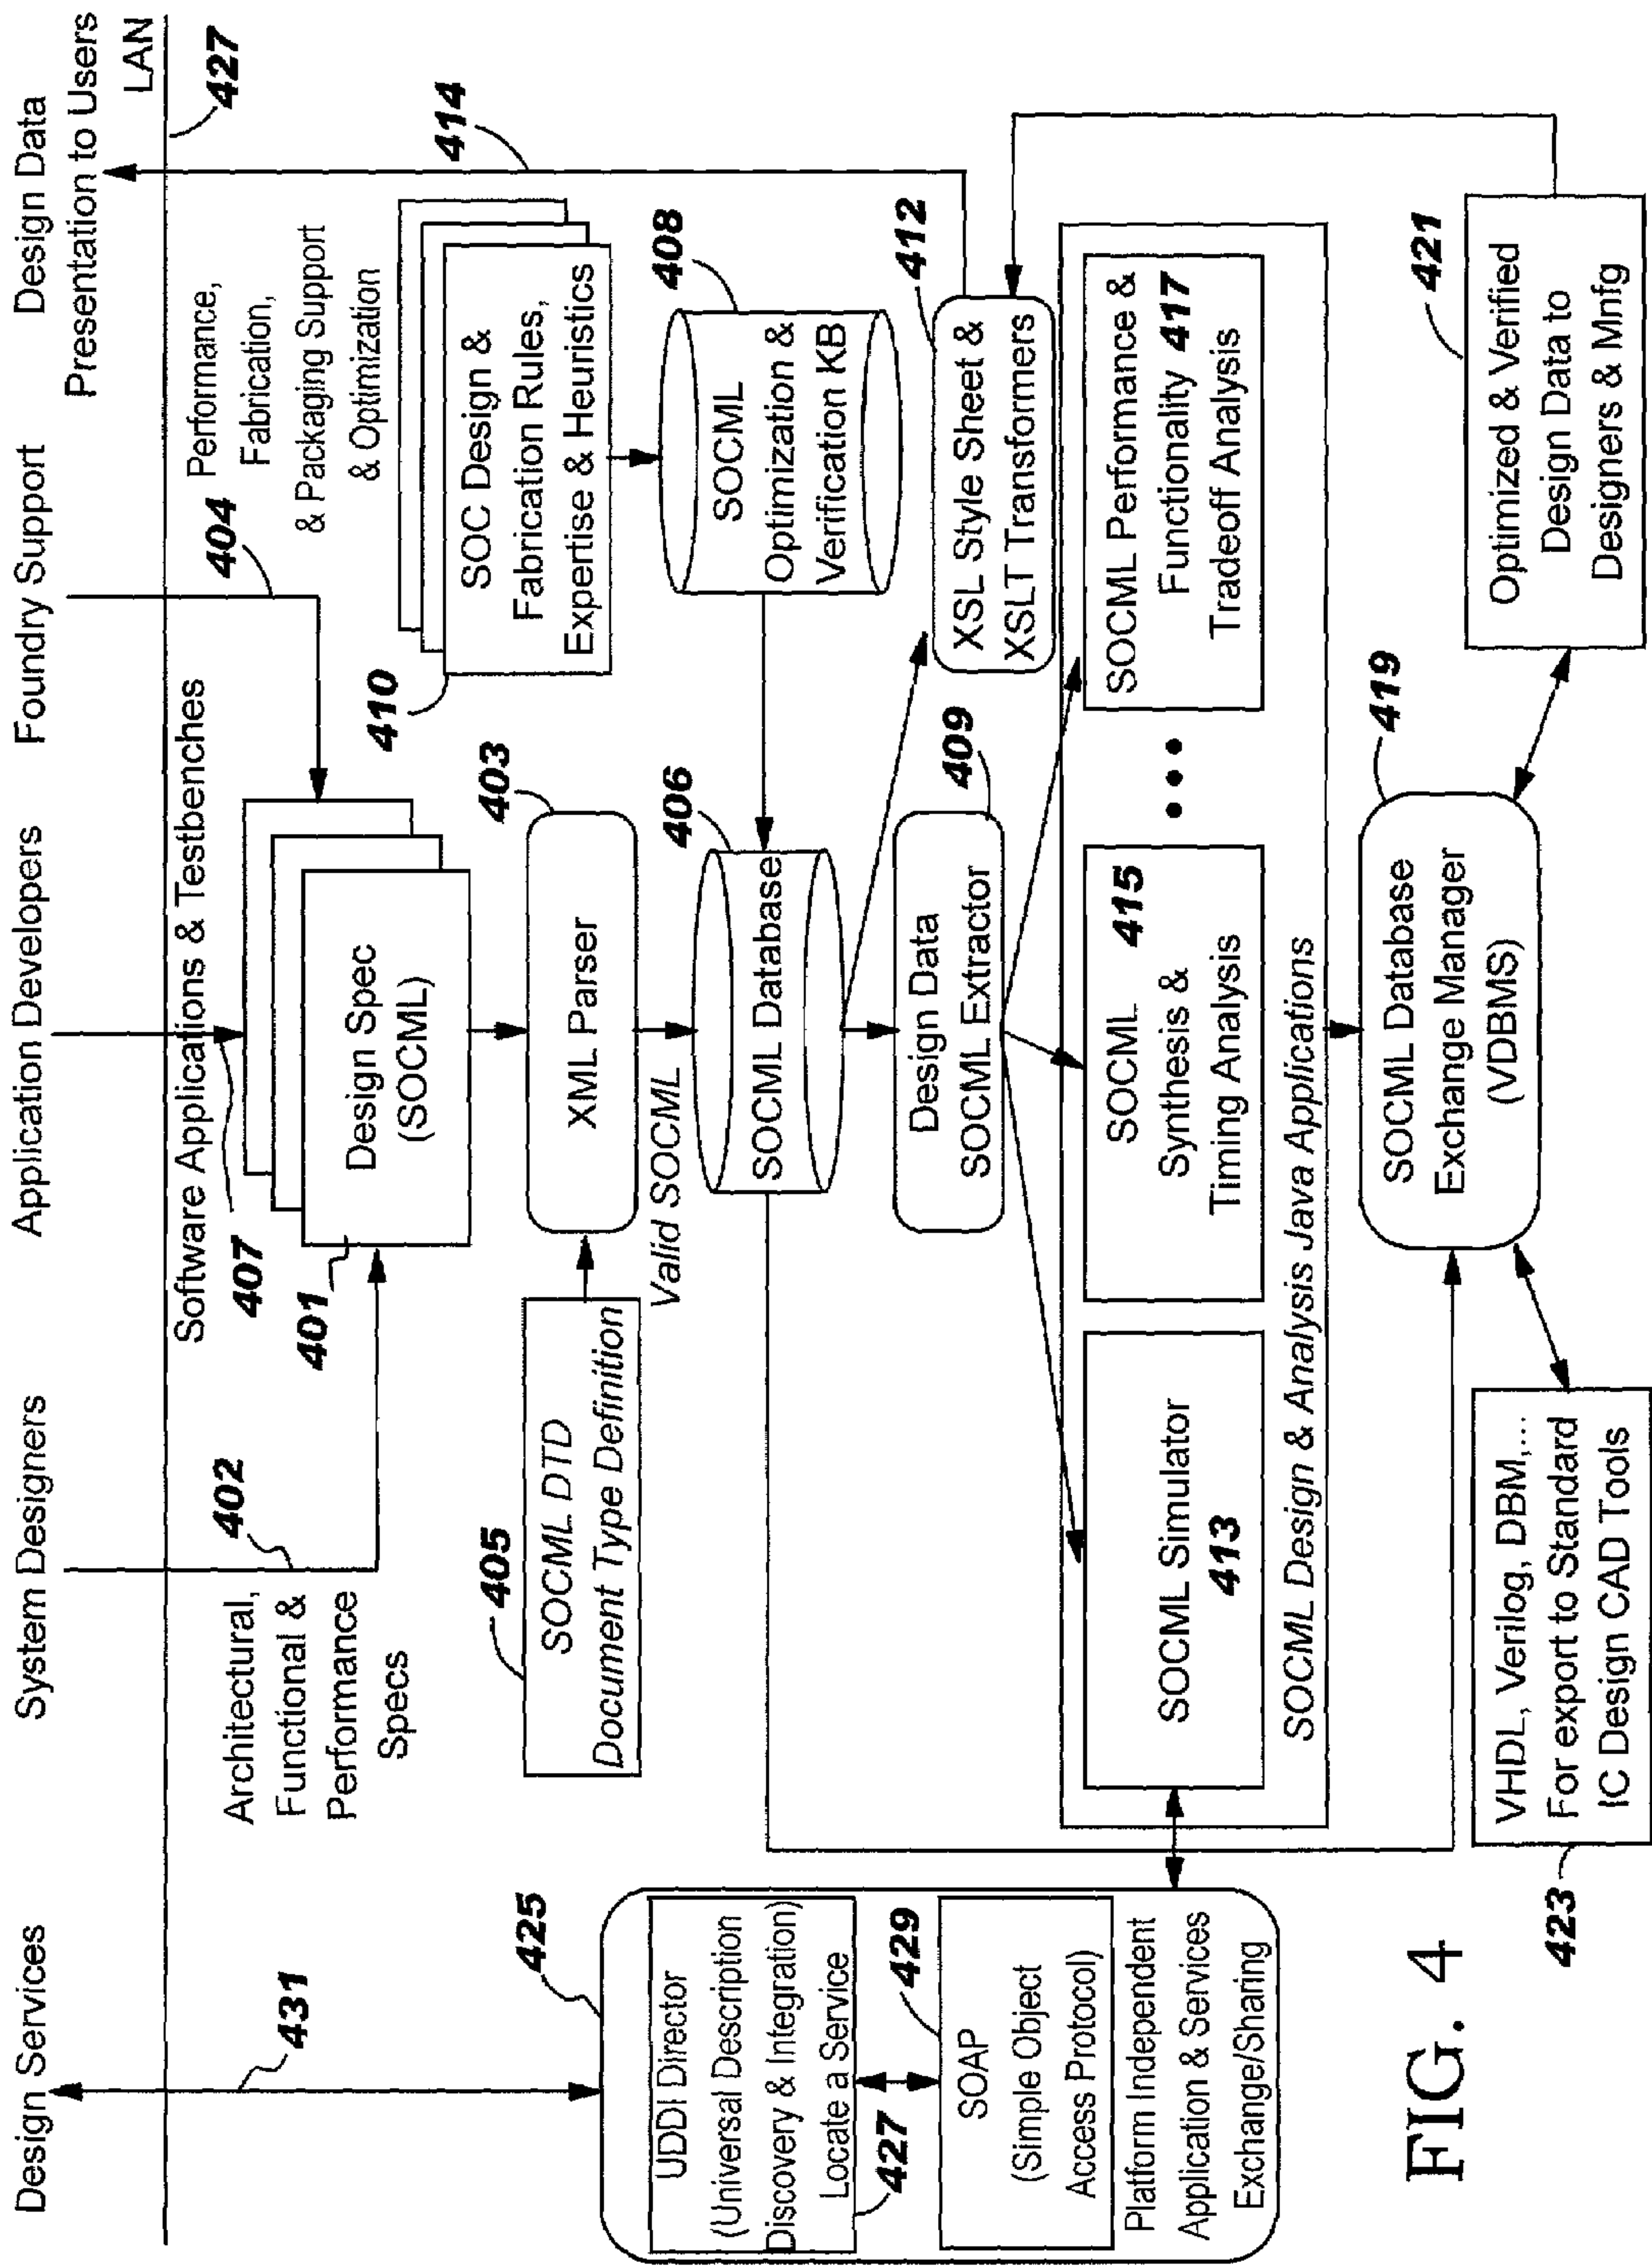 Design Services
System Designers
Application Developers
Foundry Support
Design Data
Presentation to Users
LAN
427
431
402
Architectural,
Functional &
Performance
Specs
Software Applications & Testbenches
407
404
Performance,
Fabrication,
& Packaging Support
& Optimization
414
401
Design Spec
(SOCML)
410
SOC Design &
Fabrication Rules,
Expertise & Heuristics
405
SOCML DTD
Document Type Definition
403
XML Parser
Valid SOCML
406
SOCML Database
408
SOCML
Optimization &
Verification KB
425
UDDI Director
(Universal Description
Discovery & Integration)
Locate a Service
427
429
SOAP
(Simple Object
Access Protocol)
Platform Independent
Application & Services
Exchange/Sharing
409
Design Data
SOCML Extractor
412
XSL Style Sheet &
XSLT Transformers
SOCML Simulator
413
SOCML 415
Synthesis &
Timing Analysis
SOCML Performance &
Functionality 417
Tradeoff Analysis
SOCML Design & Analysis Java Applications
419
SOCML Database
Exchange Manager
(VDBMS)
421
Optimized & Verified
Design Data to
Designers & Mnfg
VHDL, Verilog, DBM,...
For export to Standard
IC Design CAD Tools
423
FIG. 4